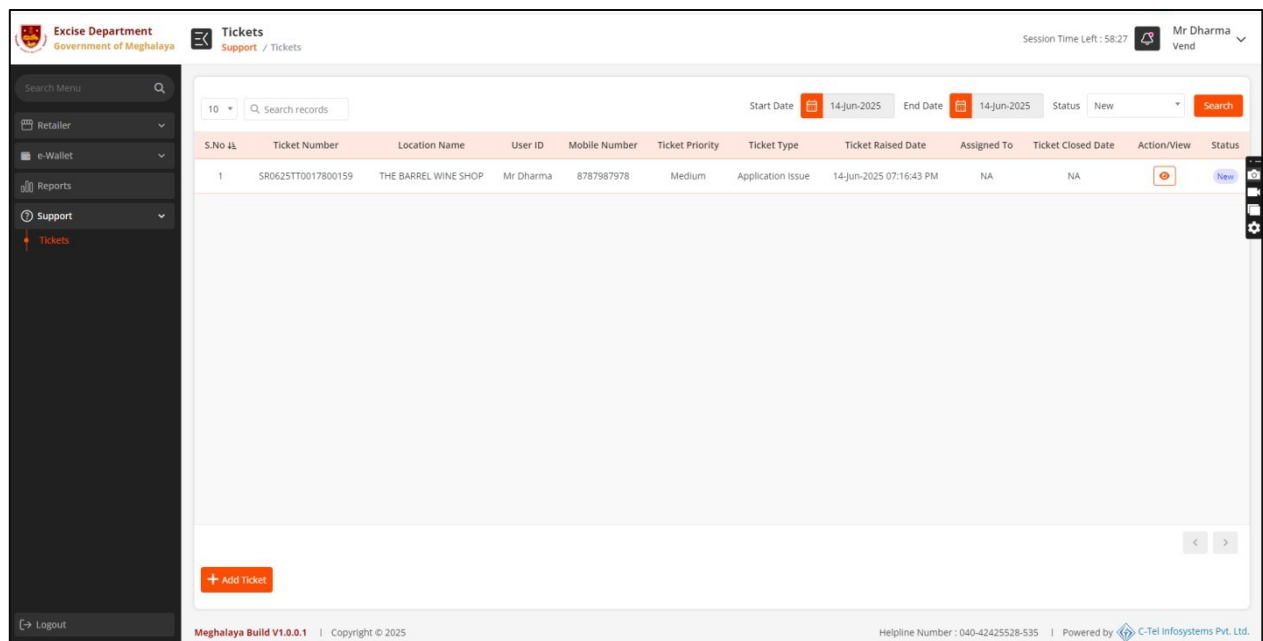 Excise Department
Government of Meghalaya
Tickets
Support / Tickets
Session Time Left : 58:27
Mr Dharma
Vend
Search Menu
Retailer
e-Wallet
Reports
Support
Tickets
Logout
10 Search records Start Date 14-Jun-2025 End Date 14-Jun-2025 Status New Search
S.No Ticket Number Location Name User ID Mobile Number Ticket Priority Ticket Type Ticket Raised Date Assigned To Ticket Closed Date Action/View Status
1 SR0625TT0017800159 THE BARREL WINE SHOP Mr Dharma 8787987978 Medium Application Issue 14-Jun-2025 07:16:43 PM NA NA New
+ Add Ticket
Meghalaya Build V1.0.0.1 | Copyright © 2025 Helpline Number : 040-42425528-535 | Powered by C-Tel Infosystems Pvt. Ltd.